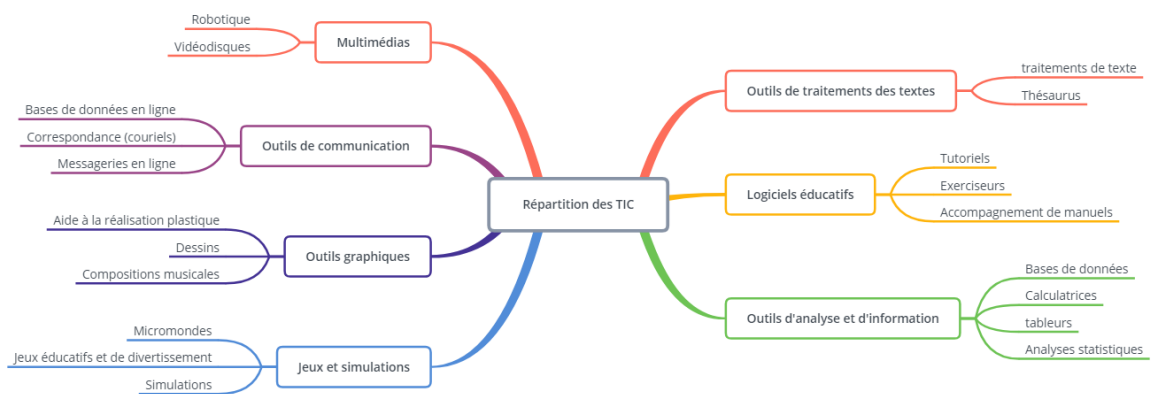 Répartition des TIC
Multimédias
Robotique
Vidéodisques
Outils de communication
Bases de données en ligne
Correspondance (couriels)
Messageries en ligne
Outils graphiques
Aide à la réalisation plastique
Dessins
Compositions musicales
Jeux et simulations
Micromondes
Jeux éducatifs et de divertissement
Simulations
Outils de traitements des textes
traitements de texte
Thésaurus
Logiciels éducatifs
Tutoriels
Exerciseurs
Accompagnement de manuels
Outils d'analyse et d'information
Bases de données
Calculatrices
tableurs
Analyses statistiques